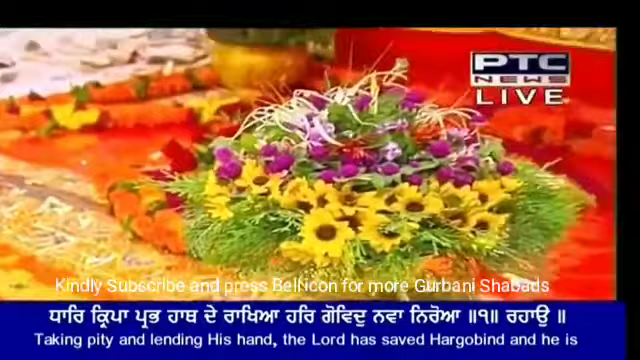 PTC
NEWS
LIVE
Kindly Subscribe and press Bell icon for more Gurbani Shabads
ਧਾਰਿ ਕ੍ਰਿਪਾ ਪ੍ਰਭ ਹਾਥ ਦੇ ਰਾਖਿਆ ਹਰਿ ਗੋਵਿਦੁ ਨਵਾ ਨਿਰੋਆ ॥੧॥ ਰਹਾਉ ॥
Taking pity and lending His hand, the Lord has saved Hargobind and he is